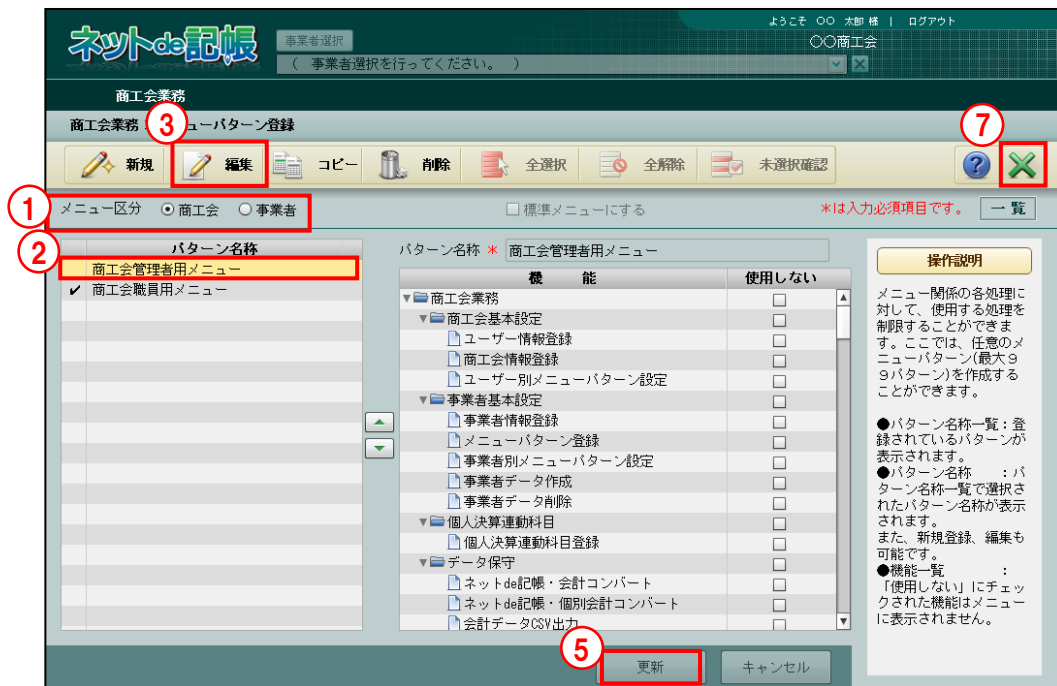 ようこそ 〇〇 太郎 様 | ログアウト
ネットde記帳
事業者選択
〇〇商工会
( 事業者選択を行ってください。 )
商工会業務
商工会業務
③
ューパターン登録
⑦
新規
編集
コピー
削除
全選択
全解除
未選択確認
?
①
メニュー区分 商工会 事業者
標準メニューにする
*は入力必須項目です。
一覧
②
パターン名称
商工会管理者用メニュー
✔ 商工会職員用メニュー
パターン名称 * 商工会管理者用メニュー
機 能 使用しない
商工会業務
商工会基本設定
ユーザー情報登録
商工会情報登録
ユーザー別メニューパターン設定
事業者基本設定
事業者情報登録
メニューパターン登録
事業者別メニューパターン設定
事業者データ作成
事業者データ削除
個人決算連動科目
個人決算連動科目登録
データ保守
ネットde記帳・会計コンバート
ネットde記帳・個別会計コンバート
会計データCSV出力
操作説明
メニュー関係の各処理に
対して、使用する処理を
制限することができま
す。ここでは、任意のメ
ニューパターン(最大9
9パターン)を作成する
ことができます。
●パターン名称一覧:登
録されているパターンが
表示されます。
●パターン名称 :パ
ターン名称一覧で選択さ
れたパターン名称が表示
されます。
また、新規登録、編集も
可能です。
●機能一覧 :
「使用しない」にチェッ
クされた機能はメニュー
に表示されません。
⑤
更新
キャンセル